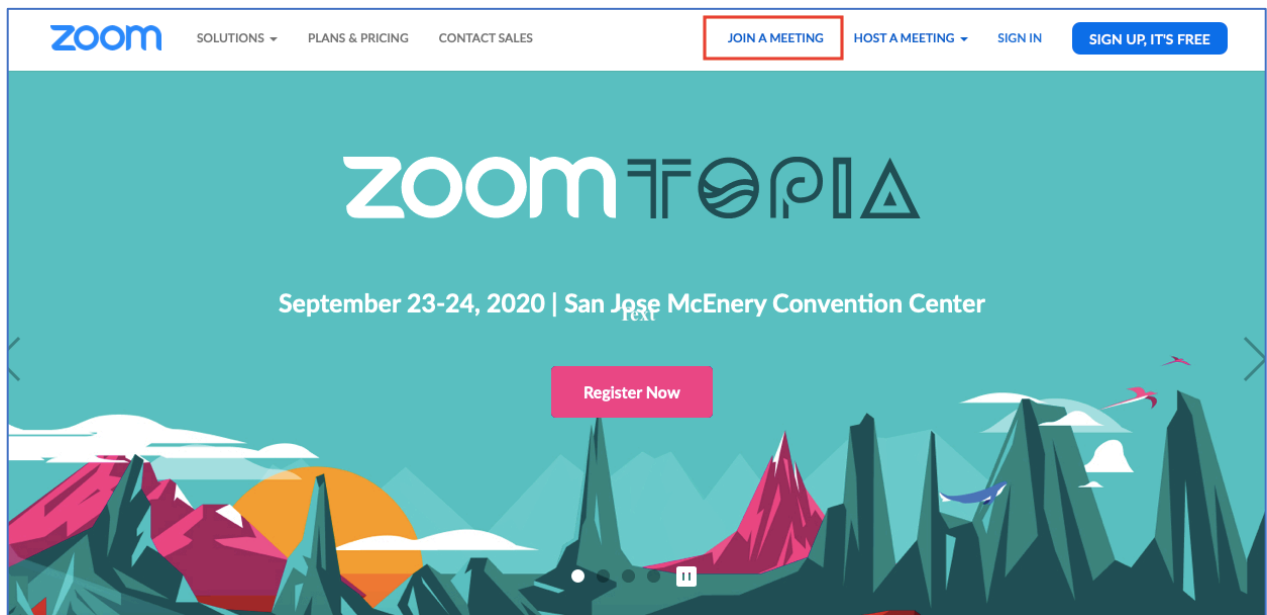 zoom SOLUTIONS PLANS & PRICING CONTACT SALES JOIN A MEETING HOST A MEETING SIGN IN SIGN UP, IT'S FREE
zoomTOPIA
September 23-24, 2020 | San Jose McEnery Convention Center
Text
Register Now